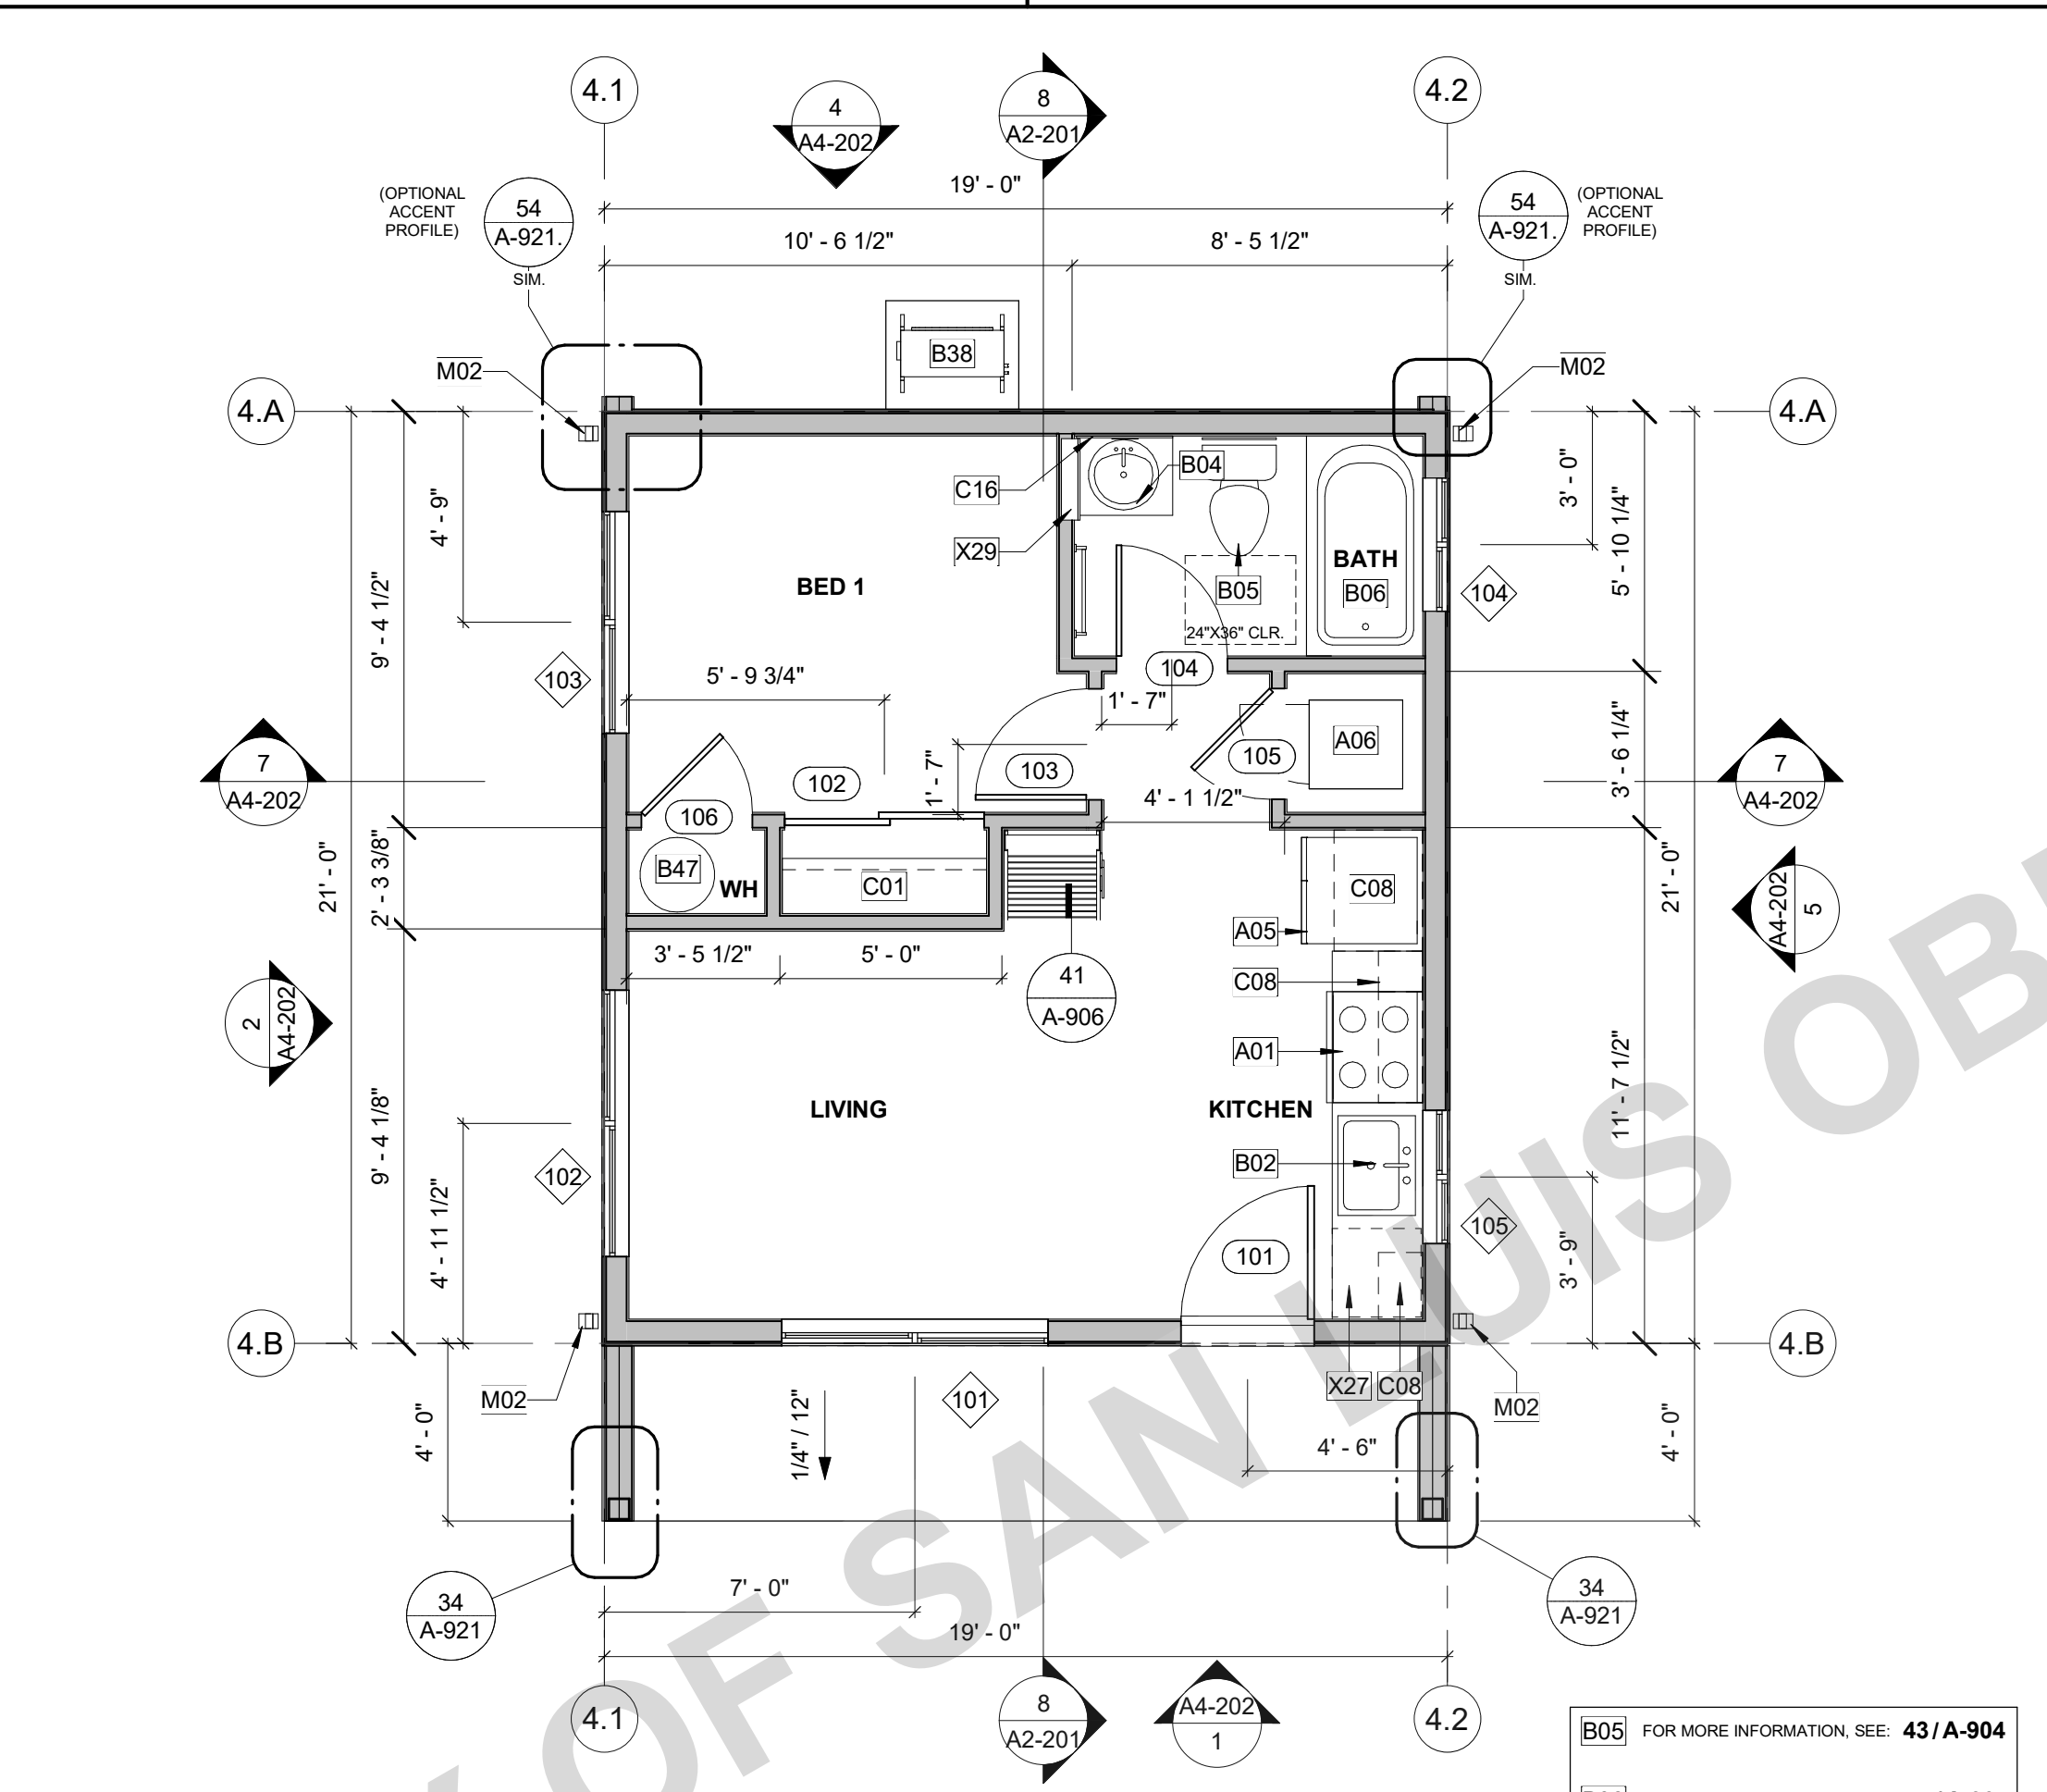 4.1
4
A4-202
8
A2-201
4.2
19' - 0"
(OPTIONAL
ACCENT
PROFILE)
54
A-921.
SIM.
54
A-921.
SIM.
(OPTIONAL
ACCENT
PROFILE)
10' - 6 1/2"
8' - 5 1/2"
B38
M02
M02
4.A
4.A
4' - 9"
9' - 4 1/2"
3' - 0"
5' - 10 1/4"
C16
B04
X29
BED 1
B05
BATH
B06
24"X36" CLR.
104
103
5' - 9 3/4"
104
1' - 7"
3' - 6 1/4"
7
A4-202
102
1' - 7"
103
105
A06
7
A4-202
4' - 1 1/2"
106
21' - 0"
2' - 3 3/8"
B47
WH
C01
C08
A4-202
5
21' - 0"
A05
3' - 5 1/2"
5' - 0"
41
A-906
C08
2
A4-202
A01
9' - 4 1/8"
LIVING
KITCHEN
11' - 7 1/2"
102
B02
4' - 11 1/2"
105
101
3' - 9"
4.B
4.B
M02
X27
C08
M02
101
1/4" / 12"
4' - 0"
4' - 6"
4' - 0"
34
A-921
7' - 0"
34
A-921
19' - 0"
4.1
8
A2-201
A4-202
1
4.2
B05
FOR MORE INFORMATION, SEE: 43 / A-904
OF SAN LUIS OB